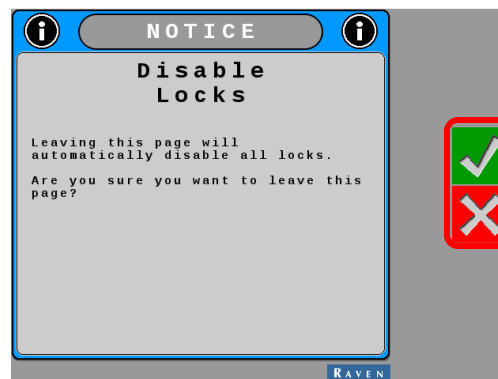 NOTICE
Disable
Locks
Leaving this page will
automatically disable all locks.
Are you sure you want to leave this
page?
RAVEN